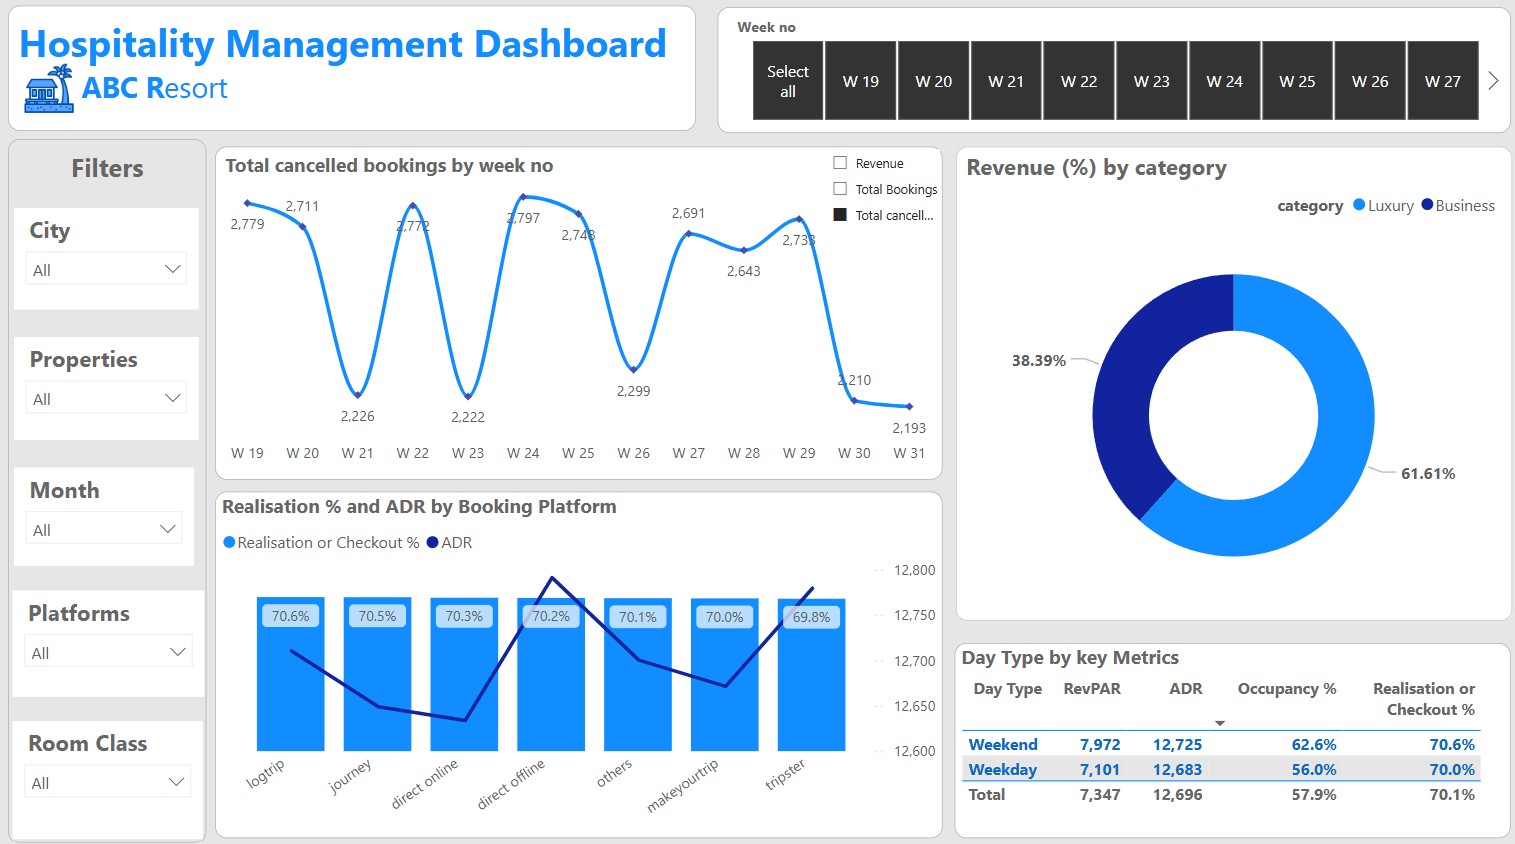 Hospitality Management Dashboard
ABC Resort
Week no
Select all
W 19
W 20
W 21
W 22
W 23
W 24
W 25
W 26
W 27
Filters
City
All
Properties
All
Month
All
Platforms
All
Room Class
All
Total cancelled bookings by week no
Revenue
Total Bookings
Total cancell...
2,779
2,711
2,226
2,772
2,222
2,797
2,748
2,299
2,691
2,643
2,733
2,210
2,193
W 19 W 20 W 21 W 22 W 23 W 24 W 25 W 26 W 27 W 28 W 29 W 30 W 31
Realisation % and ADR by Booking Platform
Realisation or Checkout % ADR
70.6% 70.5% 70.3% 70.2% 70.1% 70.0% 69.8%
12,800
12,750
12,700
12,650
12,600
logtrip
journey
direct online
direct offline
others
makeyourtrip
tripster
Revenue (%) by category
category Luxury Business
38.39%
61.61%
Day Type by key Metrics
Day Type RevPAR ADR Occupancy % Realisation or
Checkout %
Weekend 7,972 12,725 62.6% 70.6%
Weekday 7,101 12,683 56.0% 70.0%
Total 7,347 12,696 57.9% 70.1%